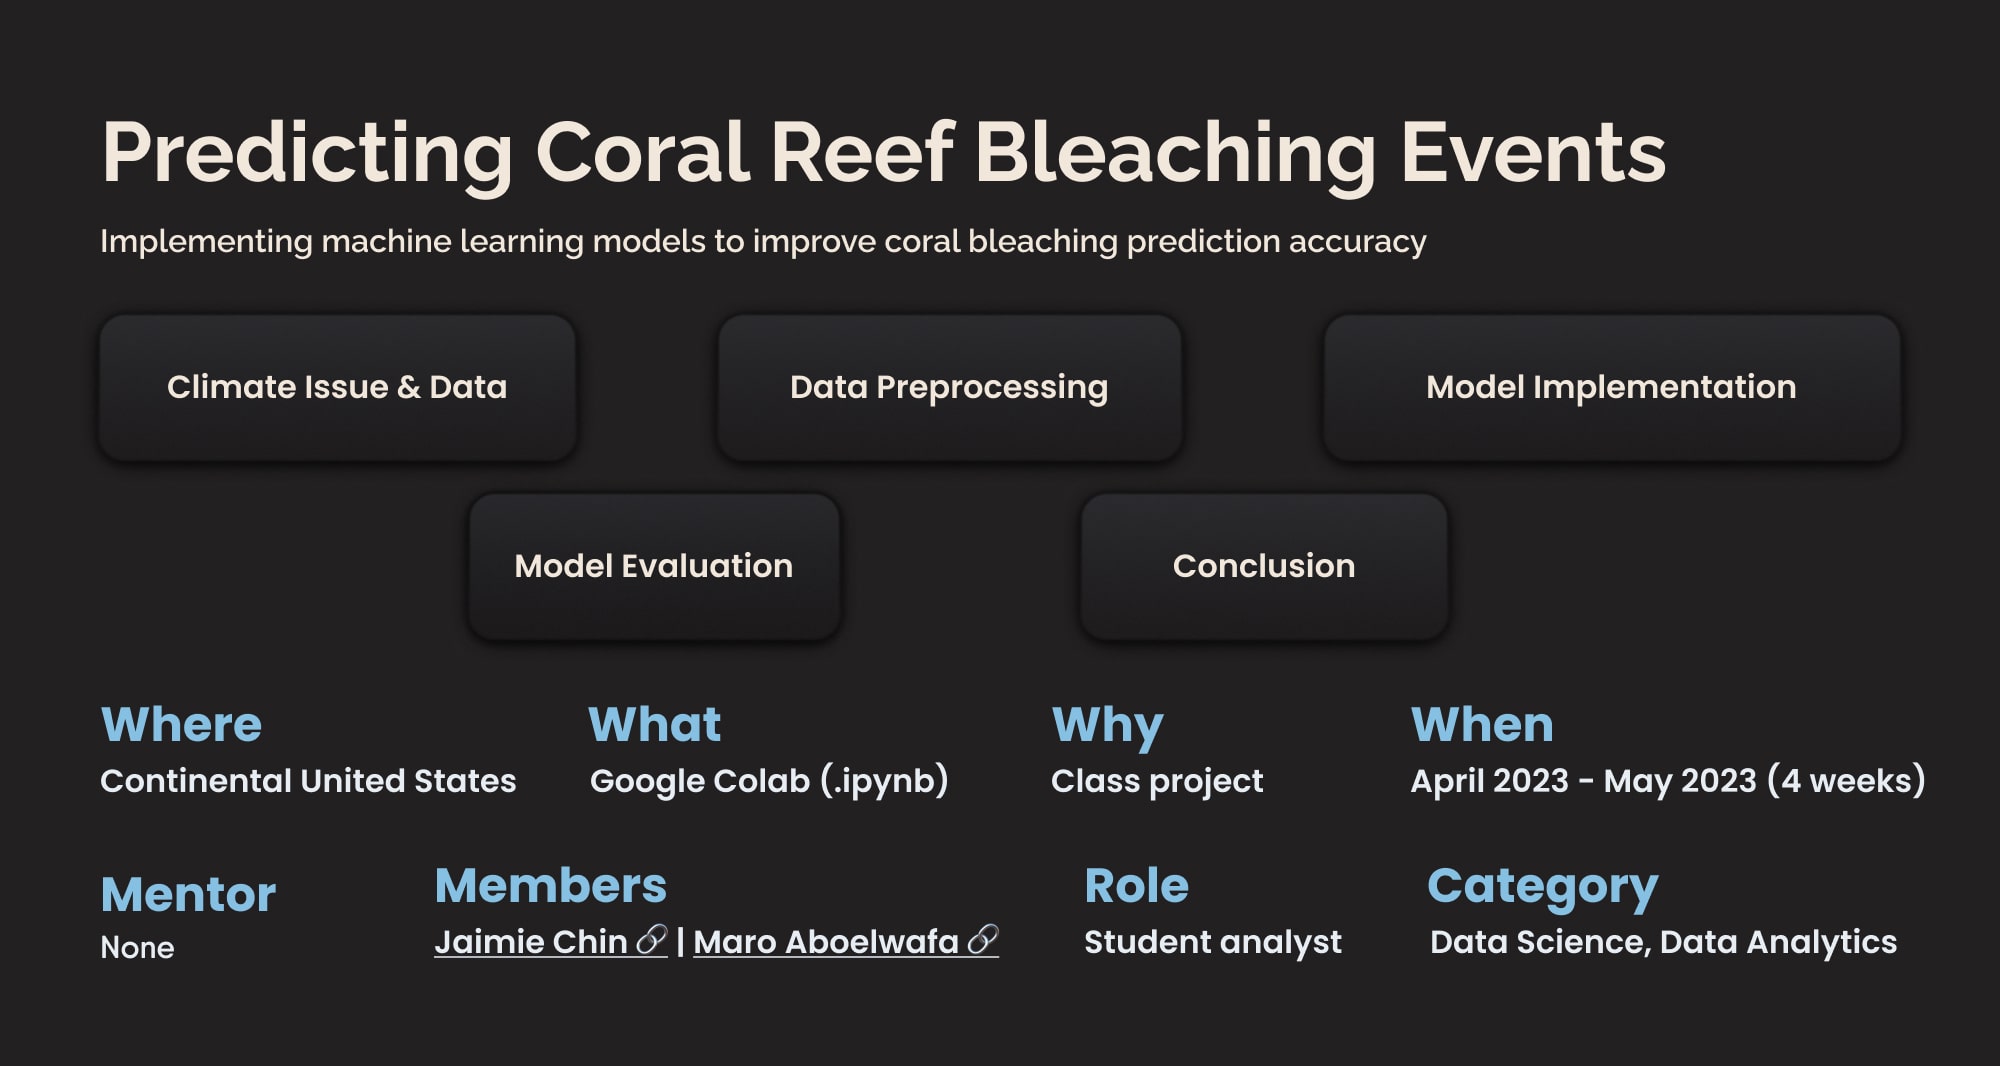 Predicting Coral Reef Bleaching Events
Implementing machine learning models to improve coral bleaching prediction accuracy
Climate Issue & Data
Data Preprocessing
Model Implementation
Model Evaluation
Conclusion
Where
Continental United States
What
Google Colab (.ipynb)
Why
Class project
When
April 2023 - May 2023 (4 weeks)
Mentor
None
Members
Jaimie Chin 🔗 | Maro Aboelwafa 🔗
Role
Student analyst
Category
Data Science, Data Analytics